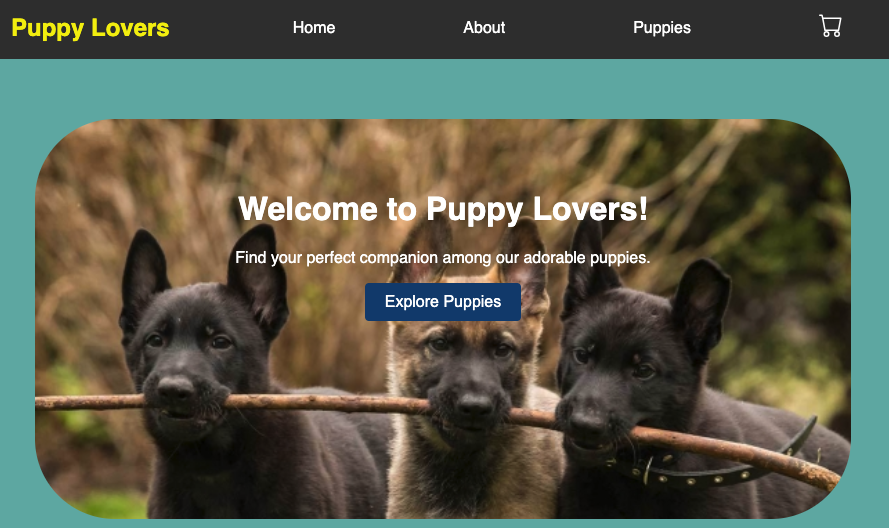 Puppy Lovers Home About Puppies
Welcome to Puppy Lovers!
Find your perfect companion among our adorable puppies.
Explore Puppies